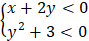 x + 2y < 0
y² + 3 < 0